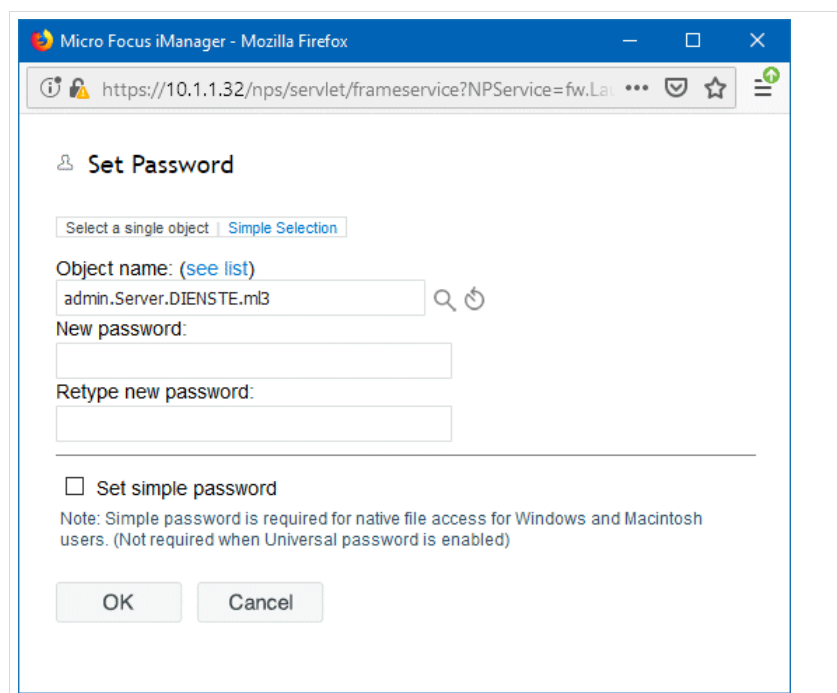 Micro Focus iManager - Mozilla Firefox
https://10.1.1.32/nps/servlet/frameservice?NPService=fw.La
Set Password
Select a single object | Simple Selection
Object name: (see list)
admin.Server.DIENSTE.ml3
New password:
Retype new password:
Set simple password
Note: Simple password is required for native file access for Windows and Macintosh
users. (Not required when Universal password is enabled)
OK Cancel